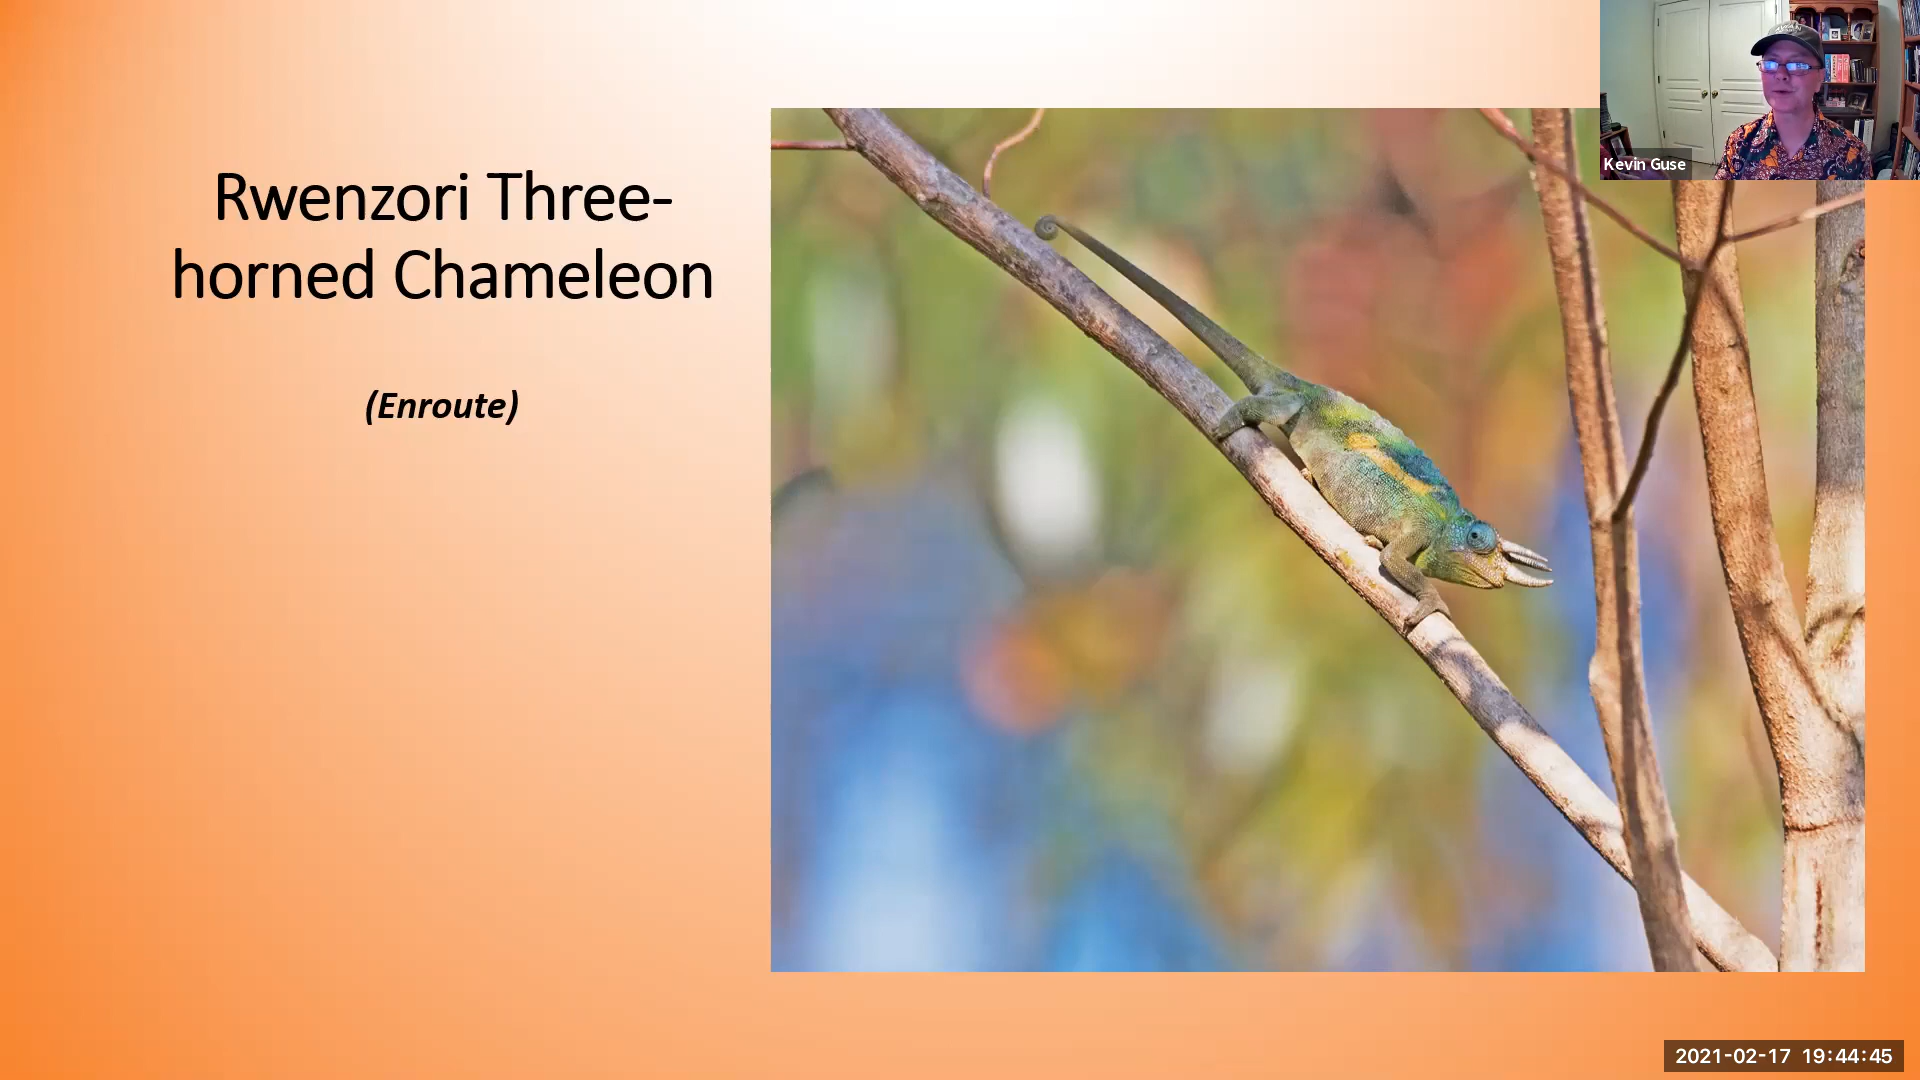 Rwenzori Three-
horned Chameleon
(Enroute)
Kevin Guse
2021-02-17 19:44:45